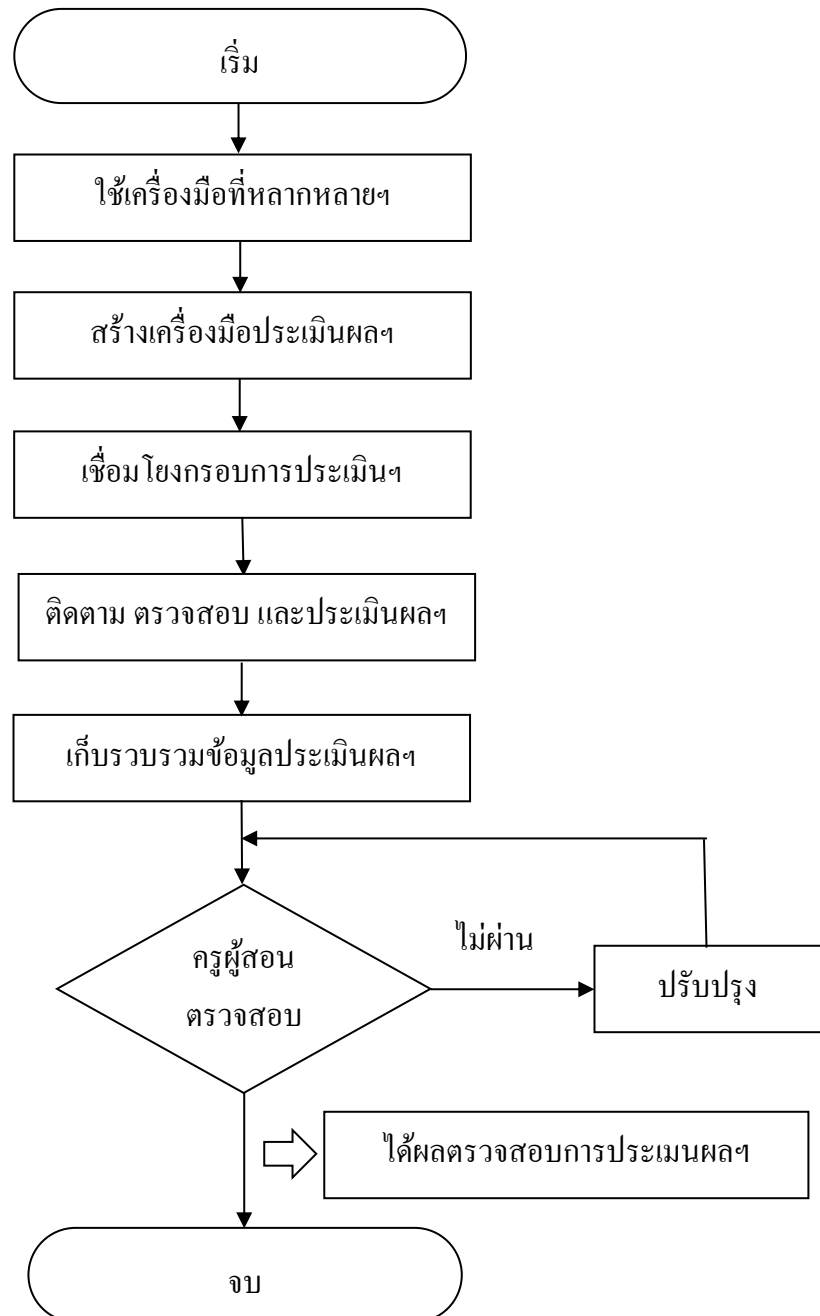 เริ่ม
ใช้เครื่องมือที่หลากหลายฯ
สร้างเครื่องมือประเมินผลฯ
เชื่อมโยงกรอบการประเมินฯ
ติดตาม ตรวจสอบ และประเมินผลฯ
เก็บรวบรวมข้อมูลประเมินผลฯ
ครูผู้สอน
ตรวจสอบ
ไม่ผ่าน
ปรับปรุง
ได้ผลตรวจสอบการประเมนผลฯ
จบ